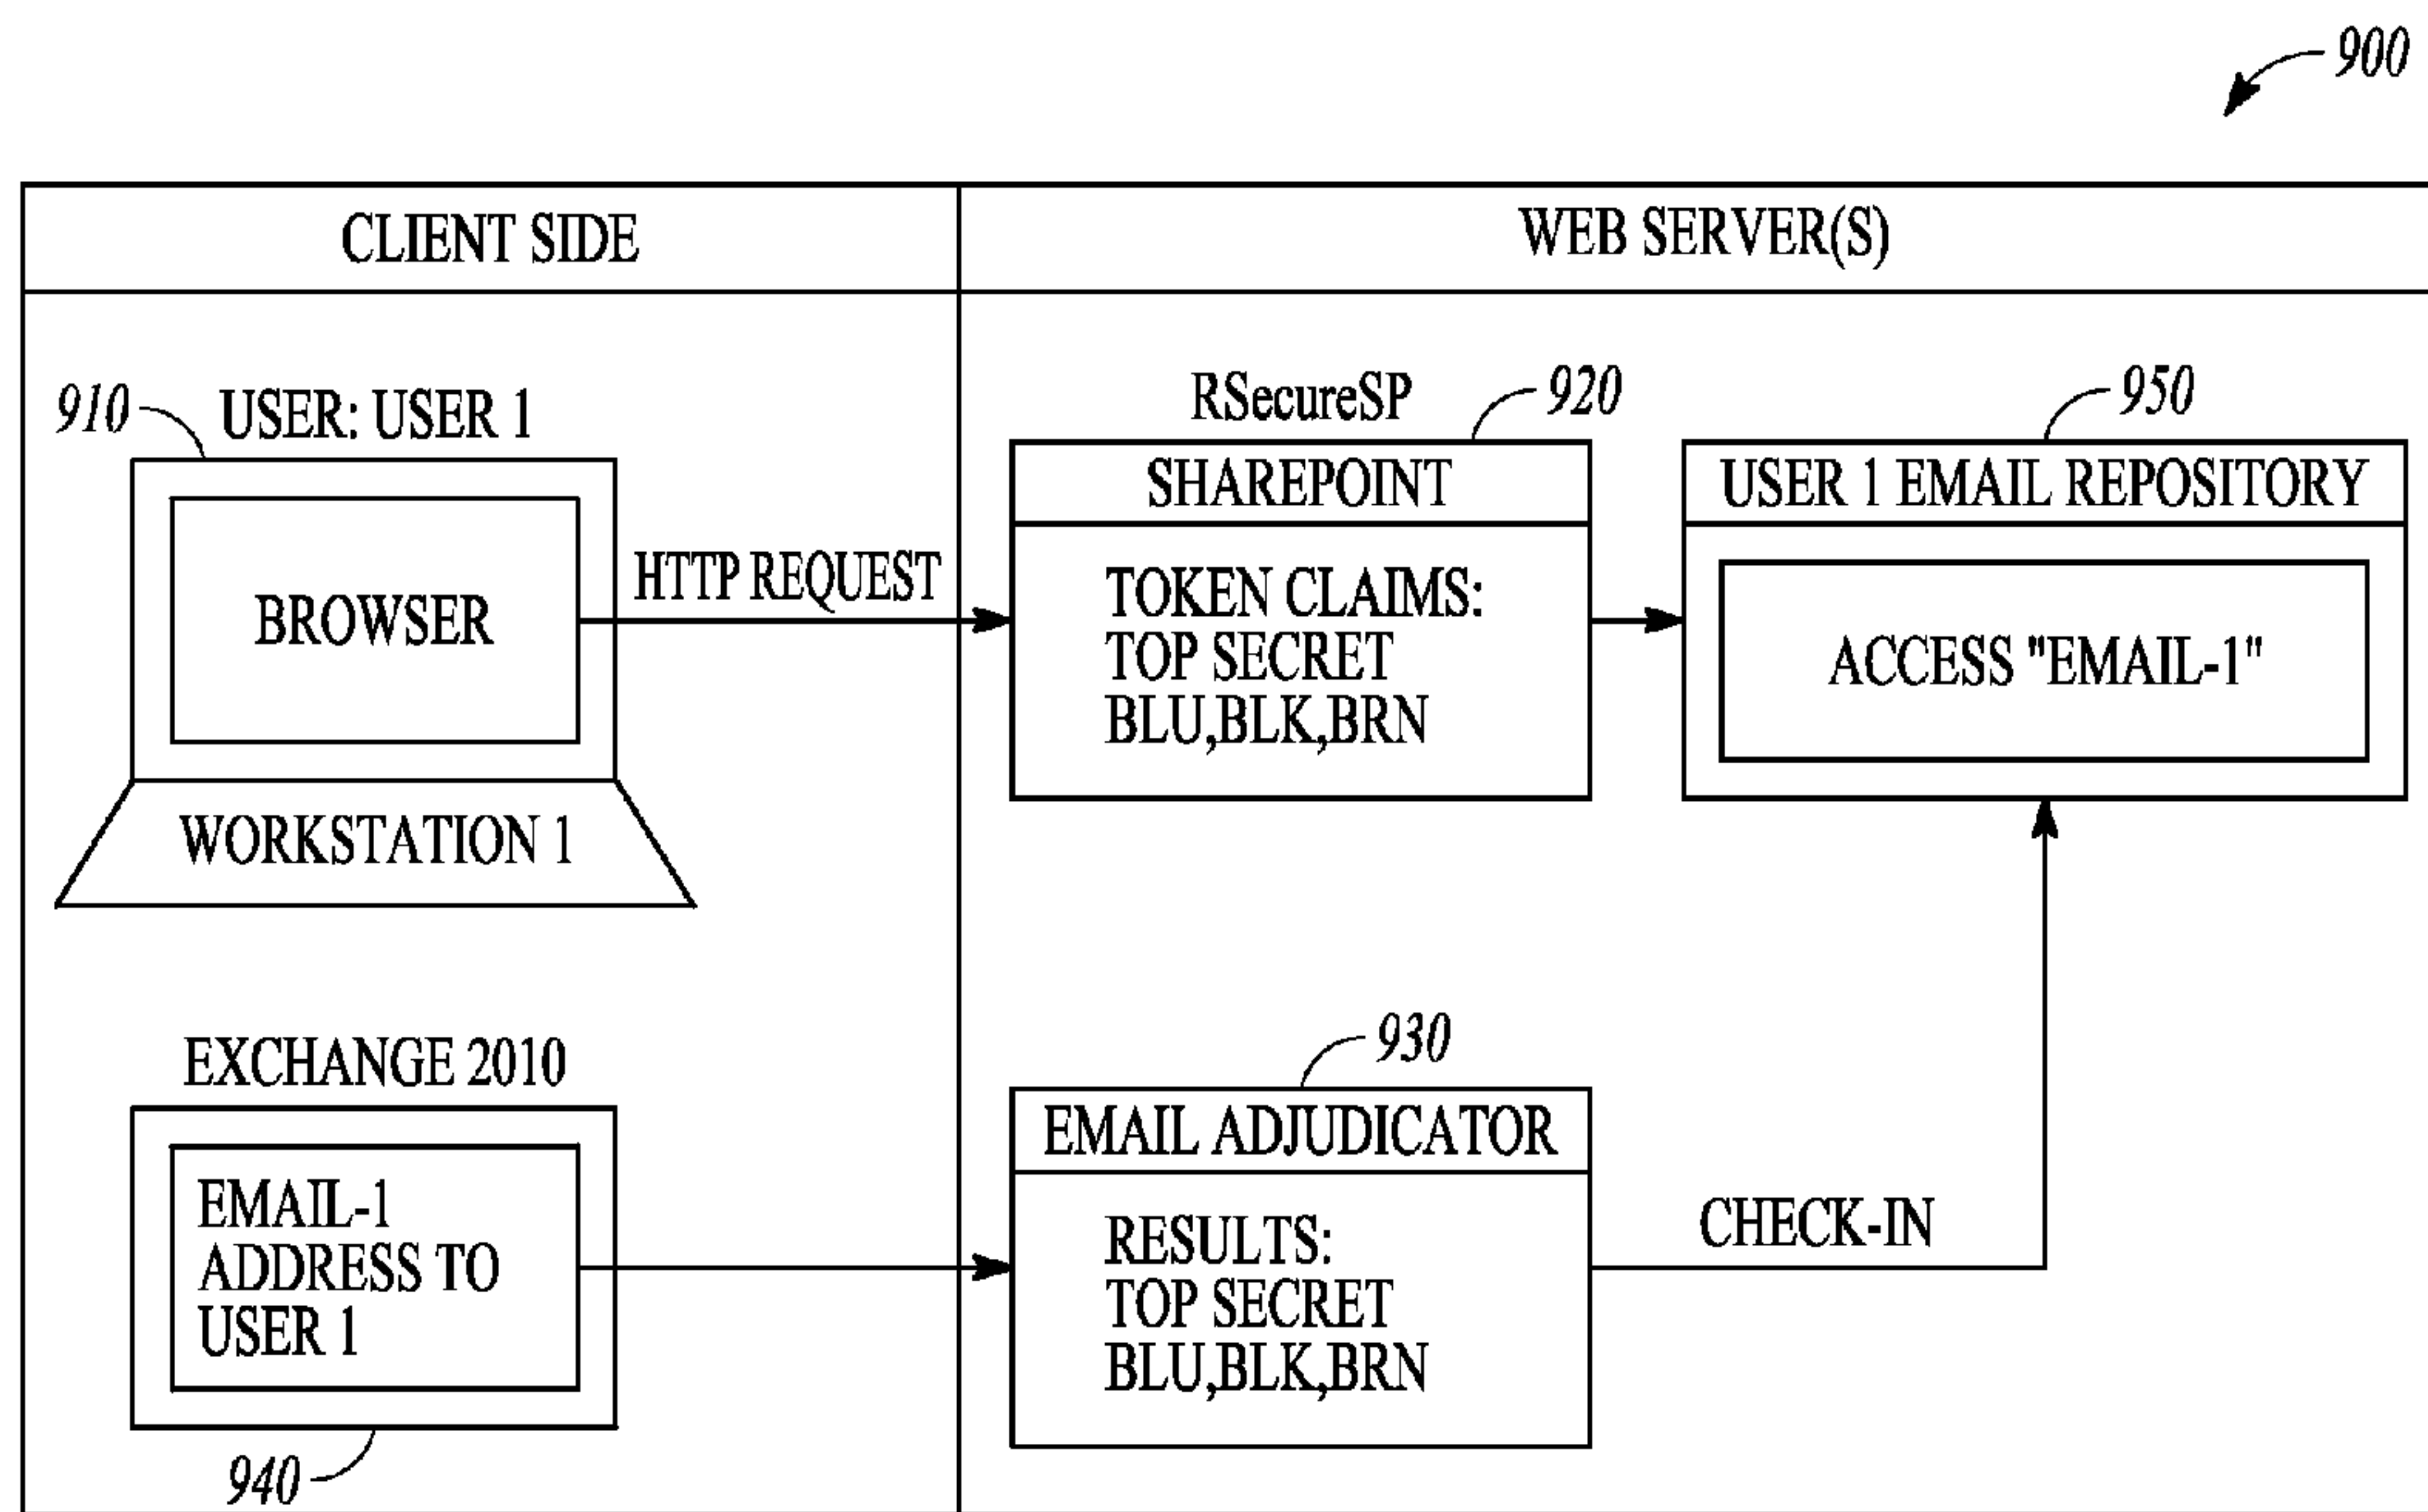 900
CLIENT SIDE
WEB SERVER(S)
910
USER: USER 1
BROWSER
WORKSTATION 1
HTTP REQUEST
RSecureSP
920
SHAREPOINT
TOKEN CLAIMS:
TOP SECRET
BLU,BLK,BRN
950
USER 1 EMAIL REPOSITORY
ACCESS "EMAIL-1"
EXCHANGE 2010
EMAIL-1
ADDRESS TO
USER 1
940
930
EMAIL ADJUDICATOR
RESULTS:
TOP SECRET
BLU,BLK,BRN
CHECK-IN